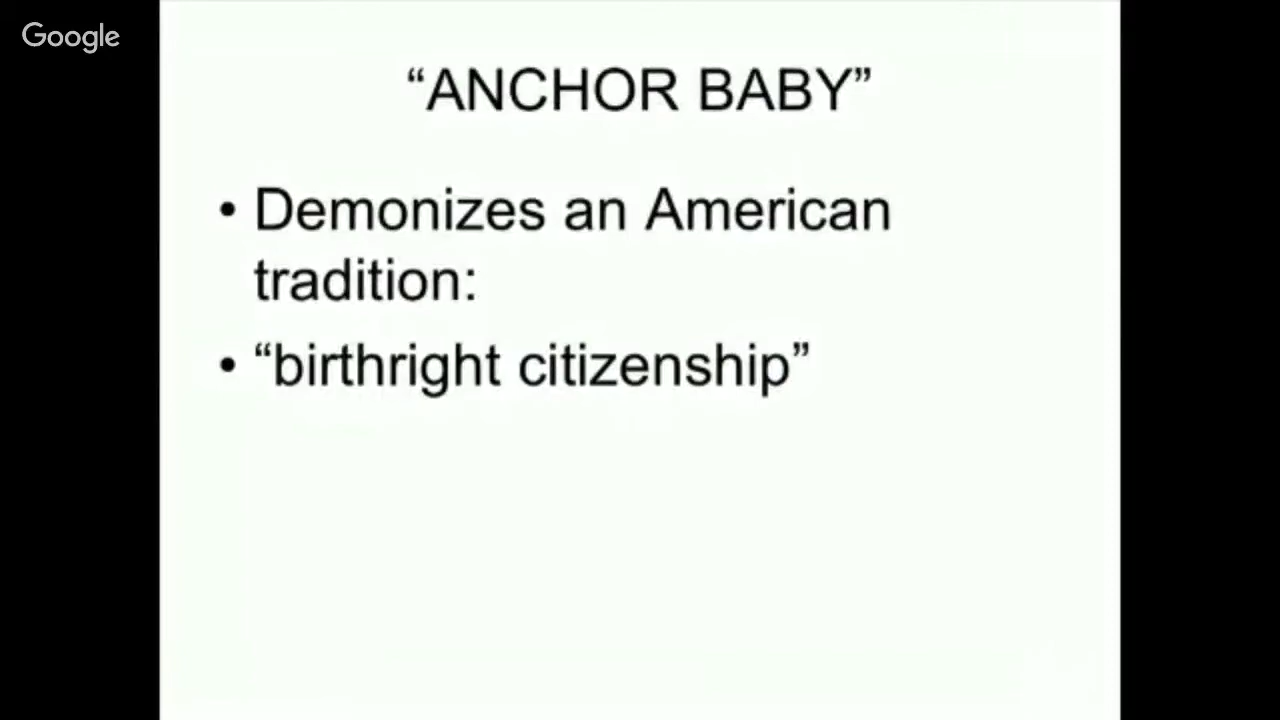 Google
“ANCHOR BABY”
• Demonizes an American
tradition:
• “birthright citizenship”